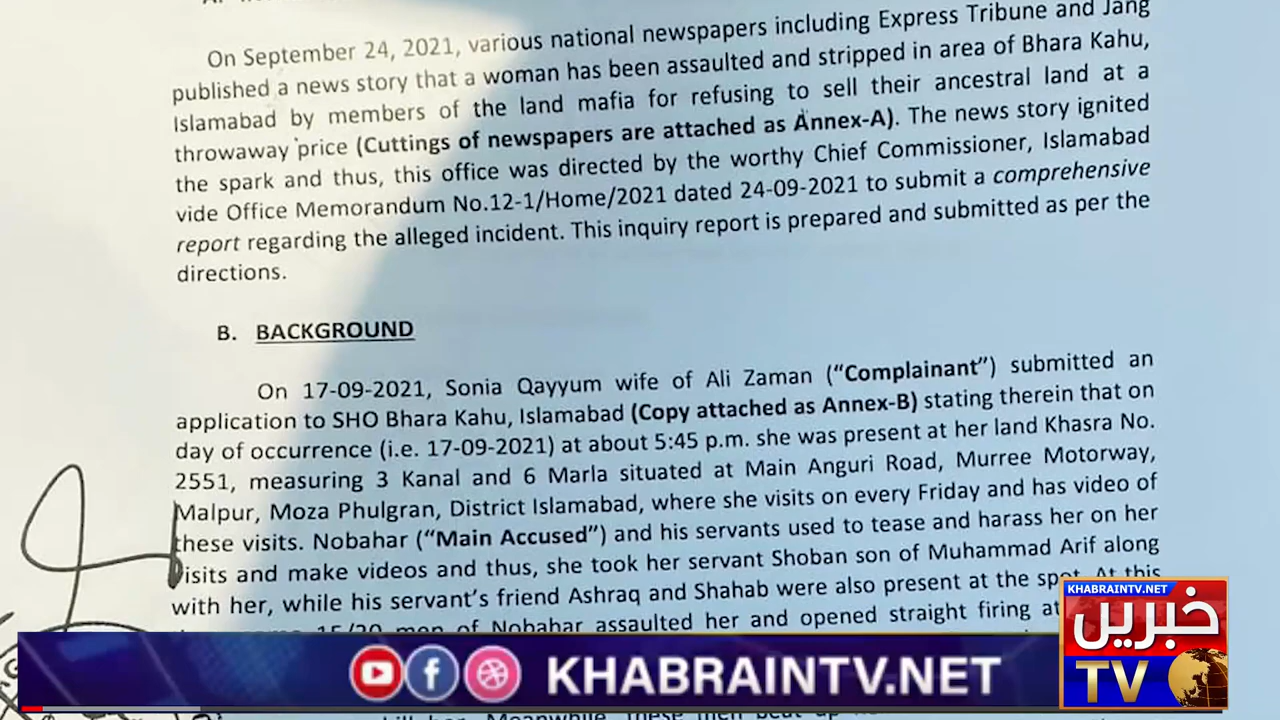 On September 24, 2021, various national newspapers including Express Tribune and Jang
published a news story that a woman has been assaulted and stripped in area of Bhara Kahu,
Islamabad by members of the land mafia for refusing to sell their ancestral land at a
throwaway price (Cuttings of newspapers are attached as Annex-A). The news story ignited
the spark and thus, this office was directed by the worthy Chief Commissioner, Islamabad
vide Office Memorandum No.12-1/Home/2021 dated 24-09-2021 to submit a comprehensive
report regarding the alleged incident. This inquiry report is prepared and submitted as per the
directions.
B. BACKGROUND
On 17-09-2021, Sonia Qayyum wife of Ali Zaman (“Complainant”) submitted an
application to SHO Bhara Kahu, Islamabad (Copy attached as Annex-B) stating therein that on
day of occurrence (i.e. 17-09-2021) at about 5:45 p.m. she was present at her land Khasra No.
2551, measuring 3 Kanal and 6 Marla situated at Main Anguri Road, Murree Motorway,
Malpur, Moza Phulgran, District Islamabad, where she visits on every Friday and has video of
these visits. Nobahar (“Main Accused”) and his servants used to tease and harass her on her
visits and make videos and thus, she took her servant Shoban son of Muhammad Arif along
with her, while his servant’s friend Ashraq and Shahab were also present at the spot. At this
15/20 men of Nobahar assaulted her and opened straight firing at
Meanwhile these men beat up
KHABRAINTV.NET
KHABRAINTV.NET
خبریں
TV